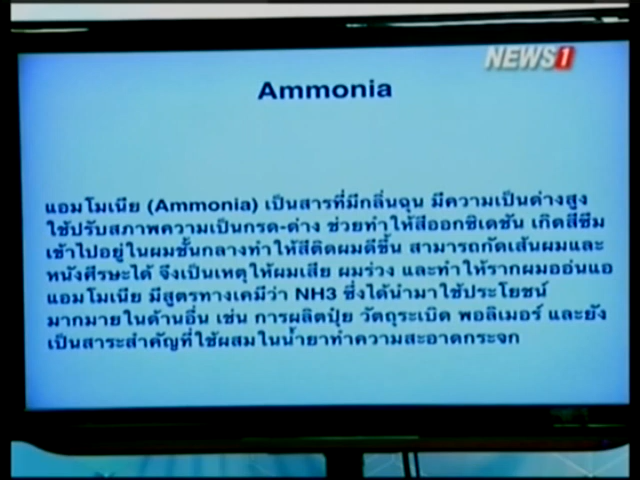 NEWS1
Ammonia
แอมโมเนีย (Ammonia) เป็นสารที่มีกลิ่นฉุน มีความเป็นด่างสูง
ใช้ปรับสภาพความเป็นกรด-ด่าง ช่วยทำให้สีออกซิเดชัน เกิดสีซึม
เข้าไปอยู่ในผมชั้นกลางทำให้สีติดผมดีขึ้น สามารถกัดเส้นผมและ
หนังศีรษะได้ จึงเป็นเหตุให้ผมเสีย ผมร่วง และทำให้รากผมอ่อนแอ
แอมโมเนีย มีสูตรทางเคมีว่า NH3 ซึ่งได้นำมาใช้ประโยชน์
มากมายในด้านอื่น เช่น การผลิตปุ๋ย วัตถุระเบิด พอลิเมอร์ และยัง
เป็นสาระสำคัญที่ใช้ผสมในน้ำยาทำความสะอาดกระจก